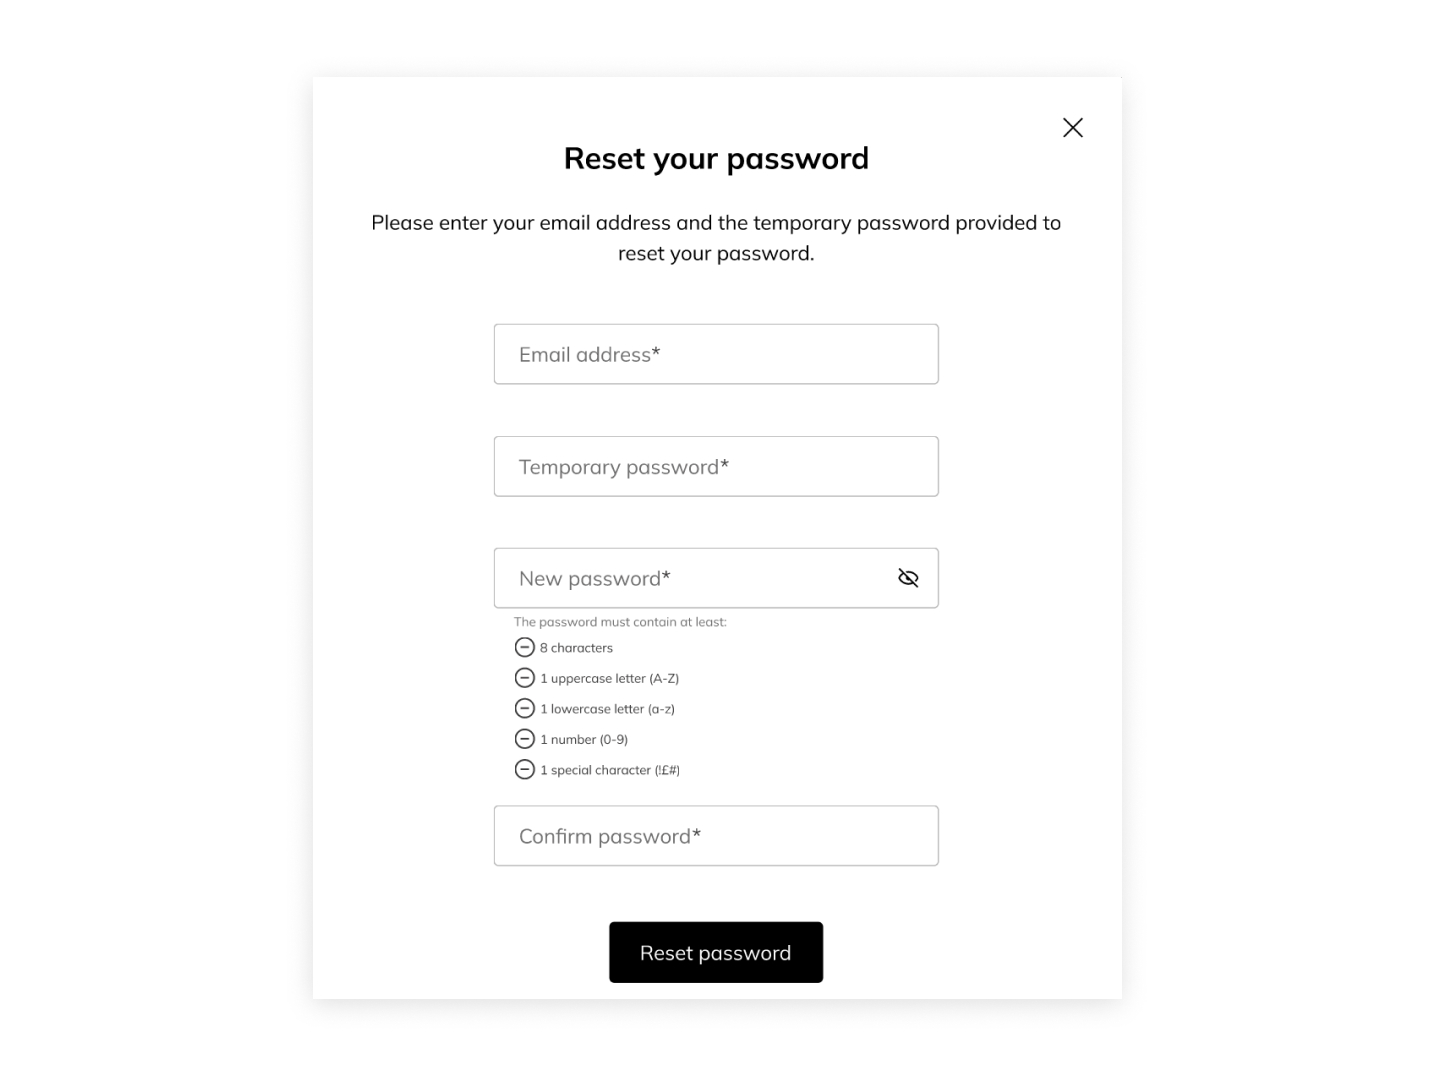 Reset your password
Please enter your email address and the temporary password provided to
reset your password.
Email address*
Temporary password*
New password*
The password must contain at least:
8 characters
1 uppercase letter (A-Z)
1 lowercase letter (a-z)
1 number (0-9)
1 special character (!£#)
Confirm password*
Reset password